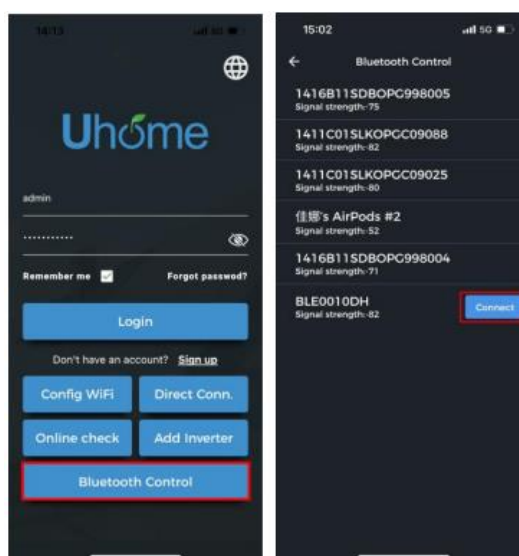 14:13
Uhome
admin
···········
Remember me
Forgot passwod?
Login
Don't have an account? Sign up
Config WiFi
Direct Conn.
Online check
Add Inverter
Bluetooth Control
15:02
5G
Bluetooth Control
1416B11SDBOPG998005
Signal strength:-75
1411C01SLKOPGC09088
Signal strength:-82
1411C01SLKOPGC09025
Signal strength:-80
佳娜's AirPods #2
Signal strength:-52
1416B11SDBOPG998004
Signal strength:-71
BLE0010DH
Signal strength:-82
Connect